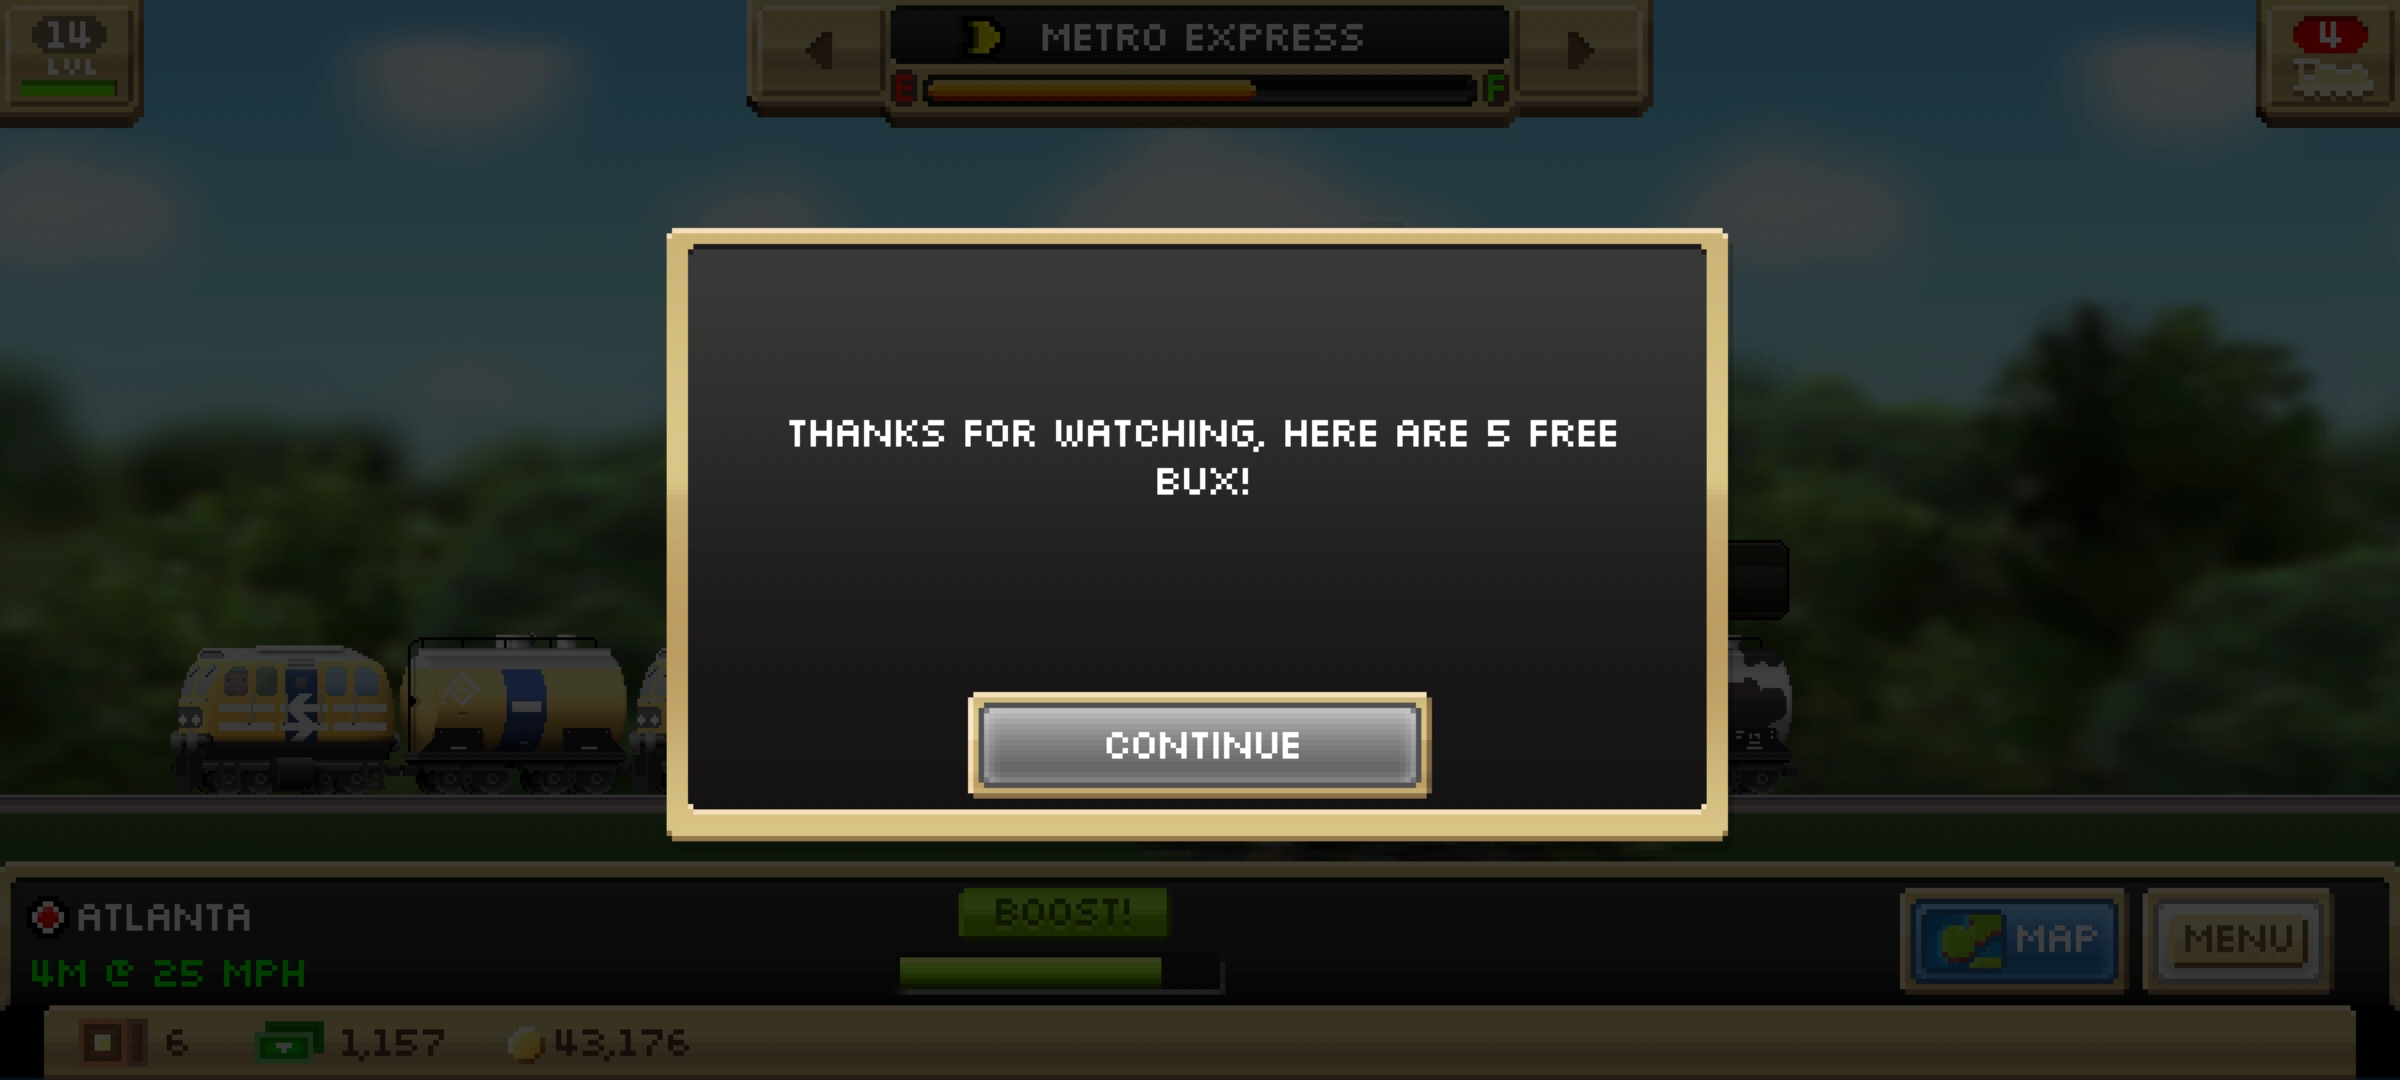 14
LVL
METRO EXPRESS
E
F
4
THANKS FOR WATCHING, HERE ARE 5 FREE
BUX!
CONTINUE
ATLANTA
4M @ 25 MPH
BOOST!
MAP
MENU
6
1,157
43,176